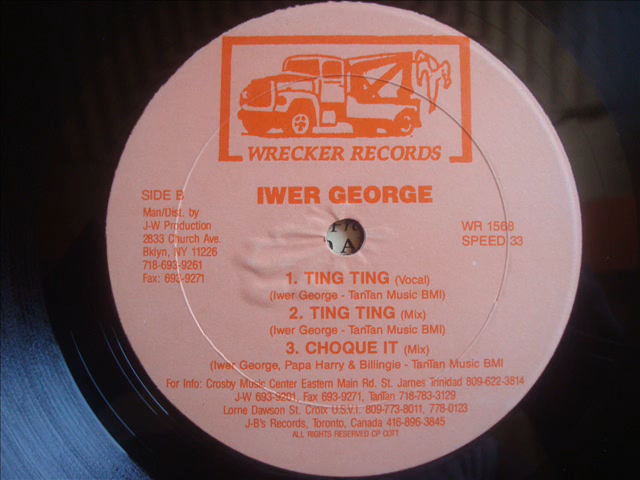 WRECKER RECORDS
SIDE B
IWER GEORGE
Man/Dist. by
J-W Production
2833 Church Ave.
Bklyn, NY 11226
718-693-9261
Fax: 693-9271
WR 1568
SPEED 33
1. TING TING (Vocal)
(Iwer George - TanTan Music BMI)
2. TING TING (Mix)
(Iwer George - TanTan Music BMI)
3. CHOQUE IT (Mix)
(Iwer George, Papa Harry & Billingie - TanTan Music BMI
For Info: Crosby Music Center Eastern Main Rd. St. James Trinidad 809-622-3814
J-W 693-9201, Fax 693-9271, TanTan 718-783-3129
Lorne Dawson St. Croix U.S.V.I. 809-773-8011, 778-0123
J-B's Records, Toronto, Canada 416-896-3845
ALL RIGHTS RESERVED CP COTT